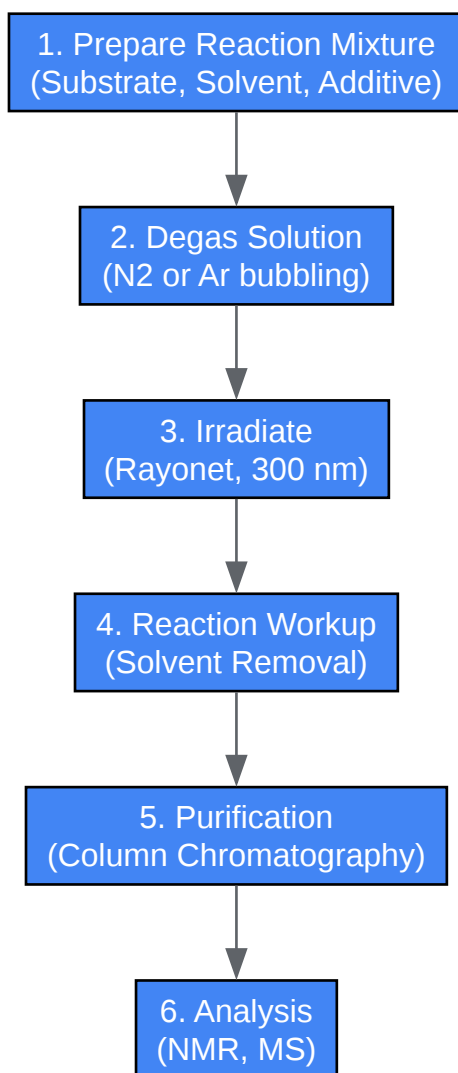 1. Prepare Reaction Mixture
(Substrate, Solvent, Additive)
2. Degas Solution
(N2 or Ar bubbling)
3. Irradiate
(Rayonet, 300 nm)
4. Reaction Workup
(Solvent Removal)
5. Purification
(Column Chromatography)
6. Analysis
(NMR, MS)